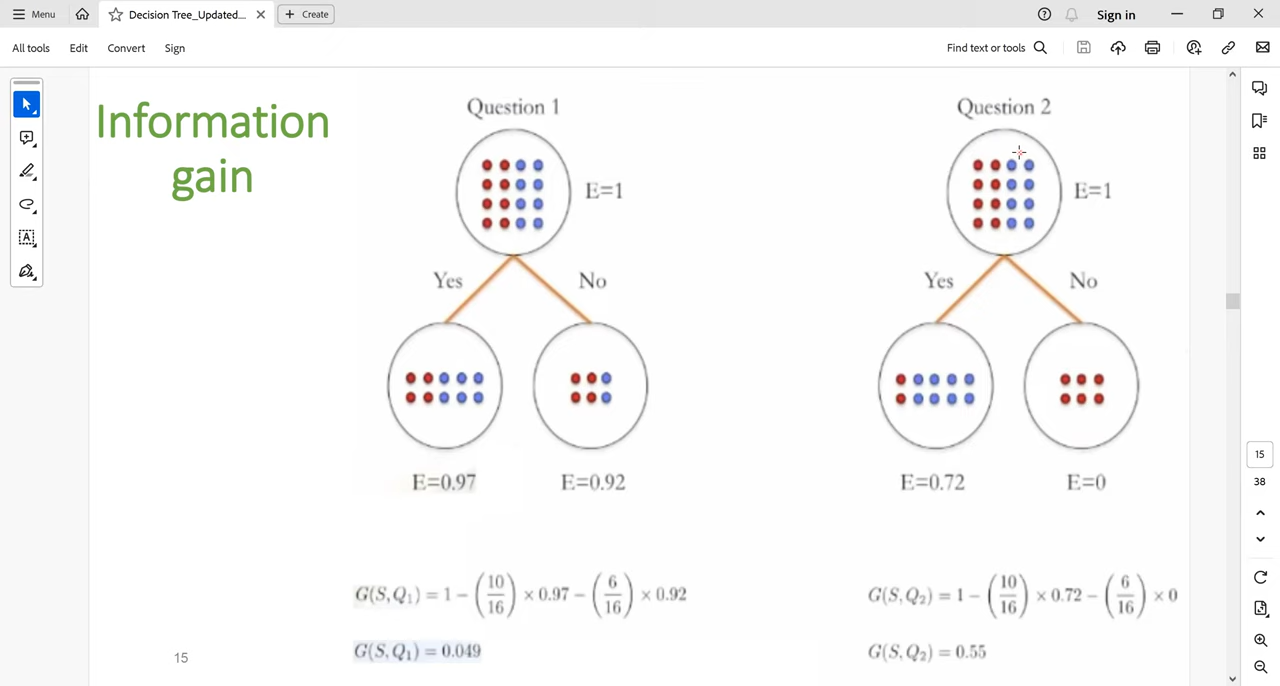 Menu
Decision Tree_Updated...
Create
Sign in
All tools
Edit
Convert
Sign
Find text or tools
Information
gain
Question 1
E=1
Yes
No
E=0.97
E=0.92
G(S,Q₁) = 1 − (10/16) × 0.97 − (6/16) × 0.92
G(S,Q₁) = 0.049
Question 2
E=1
Yes
No
E=0.72
E=0
G(S,Q₂) = 1 − (10/16) × 0.72 − (6/16) × 0
G(S,Q₂) = 0.55
15
15
38